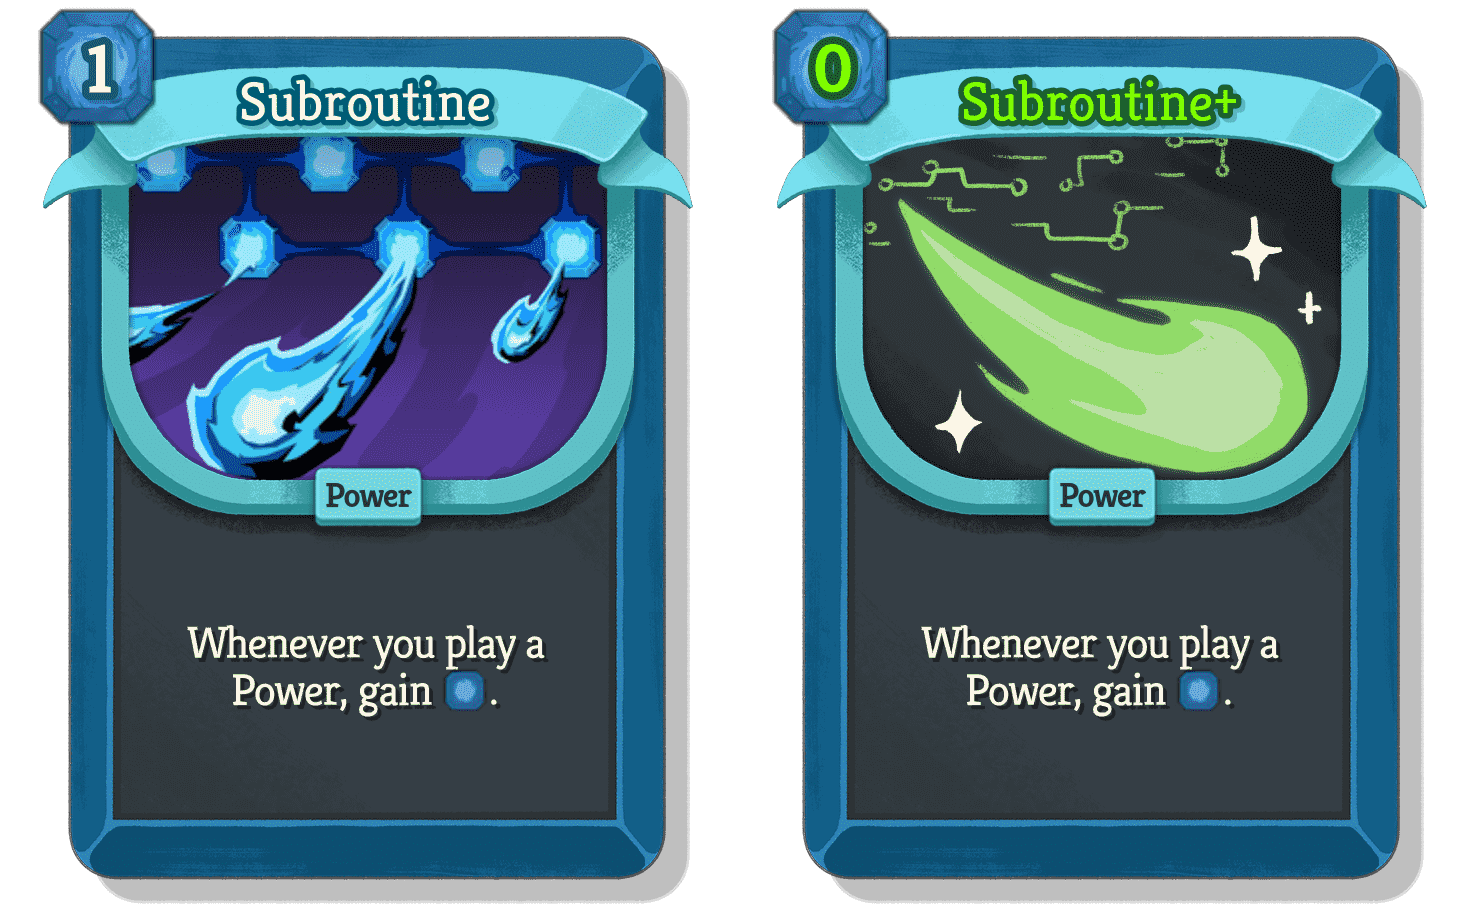 1
Subroutine
Power
Whenever you play a
Power, gain .
0
Subroutine+
Power
Whenever you play a
Power, gain .